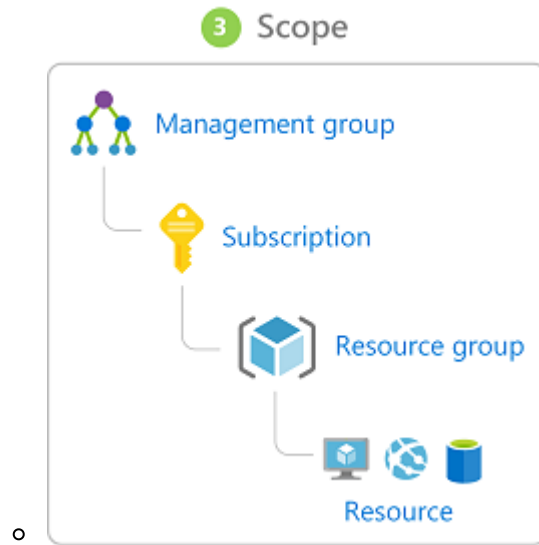 3 Scope
Management group
Subscription
Resource group
Resource